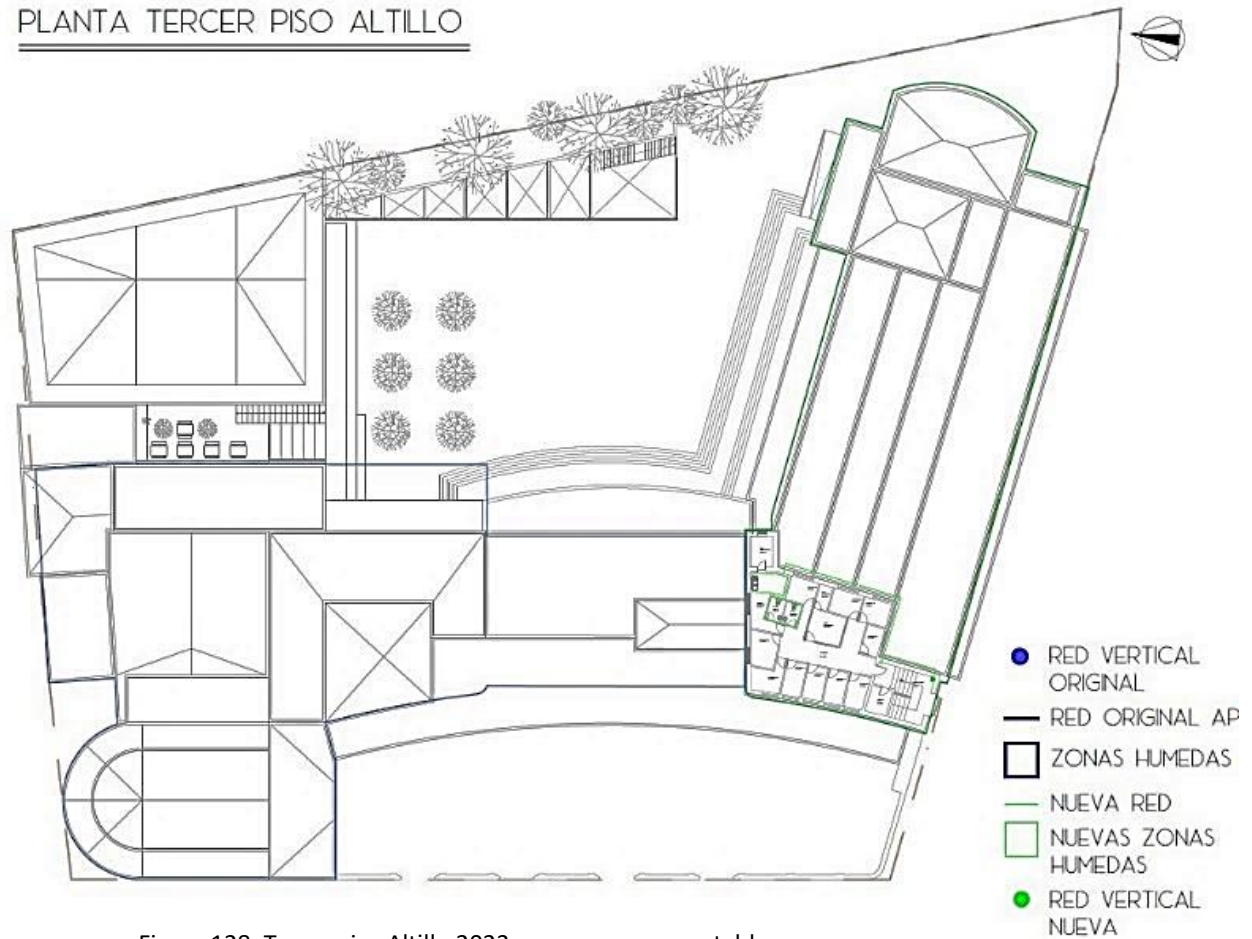 PLANTA TERCER PISO ALTILLO
RED VERTICAL
ORIGINAL
RED ORIGINAL AP
ZONAS HUMEDAS
NUEVA RED
NUEVAS ZONAS
HUMEDAS
RED VERTICAL
NUEVA